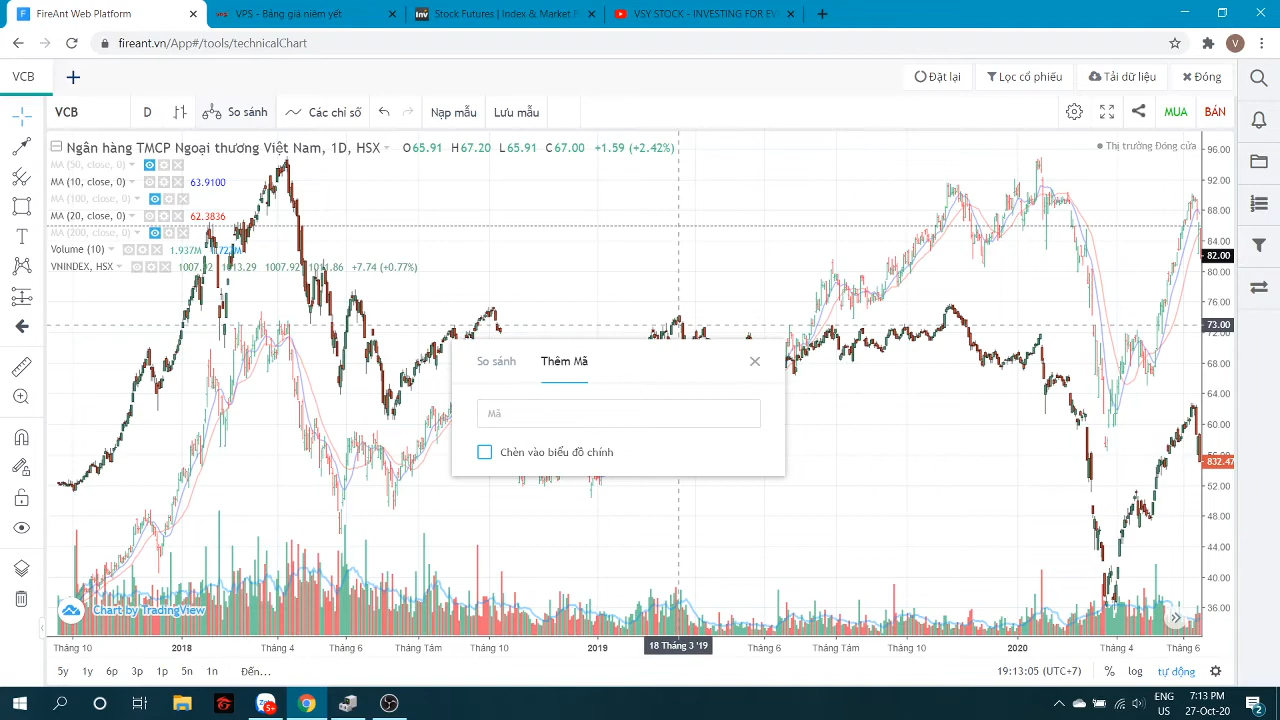 FireAnt Web Platform
VPS - Bảng giá niêm yết
Stock Futures | Index & Market
VSY STOCK - INVESTING FOR EV
fireant.vn/App#/tools/technicalChart
V
VCB
Đặt lại
Lọc cổ phiếu
Tải dữ liệu
Đóng
VCB
D
So sánh
Các chỉ số
Nạp mẫu
Lưu mẫu
MUA
BÁN
Ngân hàng TMCP Ngoại thương Việt Nam, 1D, HSX O65.91 H67.20 L65.91 C67.00 +1.59 (+2.42%)
Thị trường Đóng cửa
MA (50, close, 0)
MA (10, close, 0) 63.9100
MA (100, close, 0)
MA (20, close, 0) 62.3836
MA (200, close, 0)
Volume (10) 1.937M
VNINDEX, HSX 1007.92 1013.29 1007.92 1011.86 +7.74 (+0.77%)
96.00
92.00
88.00
84.00
82.00
80.00
76.00
73.00
68.00
64.00
60.00
832.47
52.00
48.00
44.00
40.00
36.00
So sánh
Thêm Mã
Mã
Chèn vào biểu đồ chính
Chart by TradingView
Tháng 10
2018
Tháng 4
Tháng 6
Tháng Tám
Tháng 10
2019
18 Tháng 3 '19
Tháng 6
Tháng Tám
Tháng 10
2020
Tháng 4
Tháng 6
5y 1y 6p 3p 1p 5n 1n Đến...
19:13:05 (UTC+7) % log tự động
Zalo
5+
ENG
US
7:13 PM
27-Oct-20
2